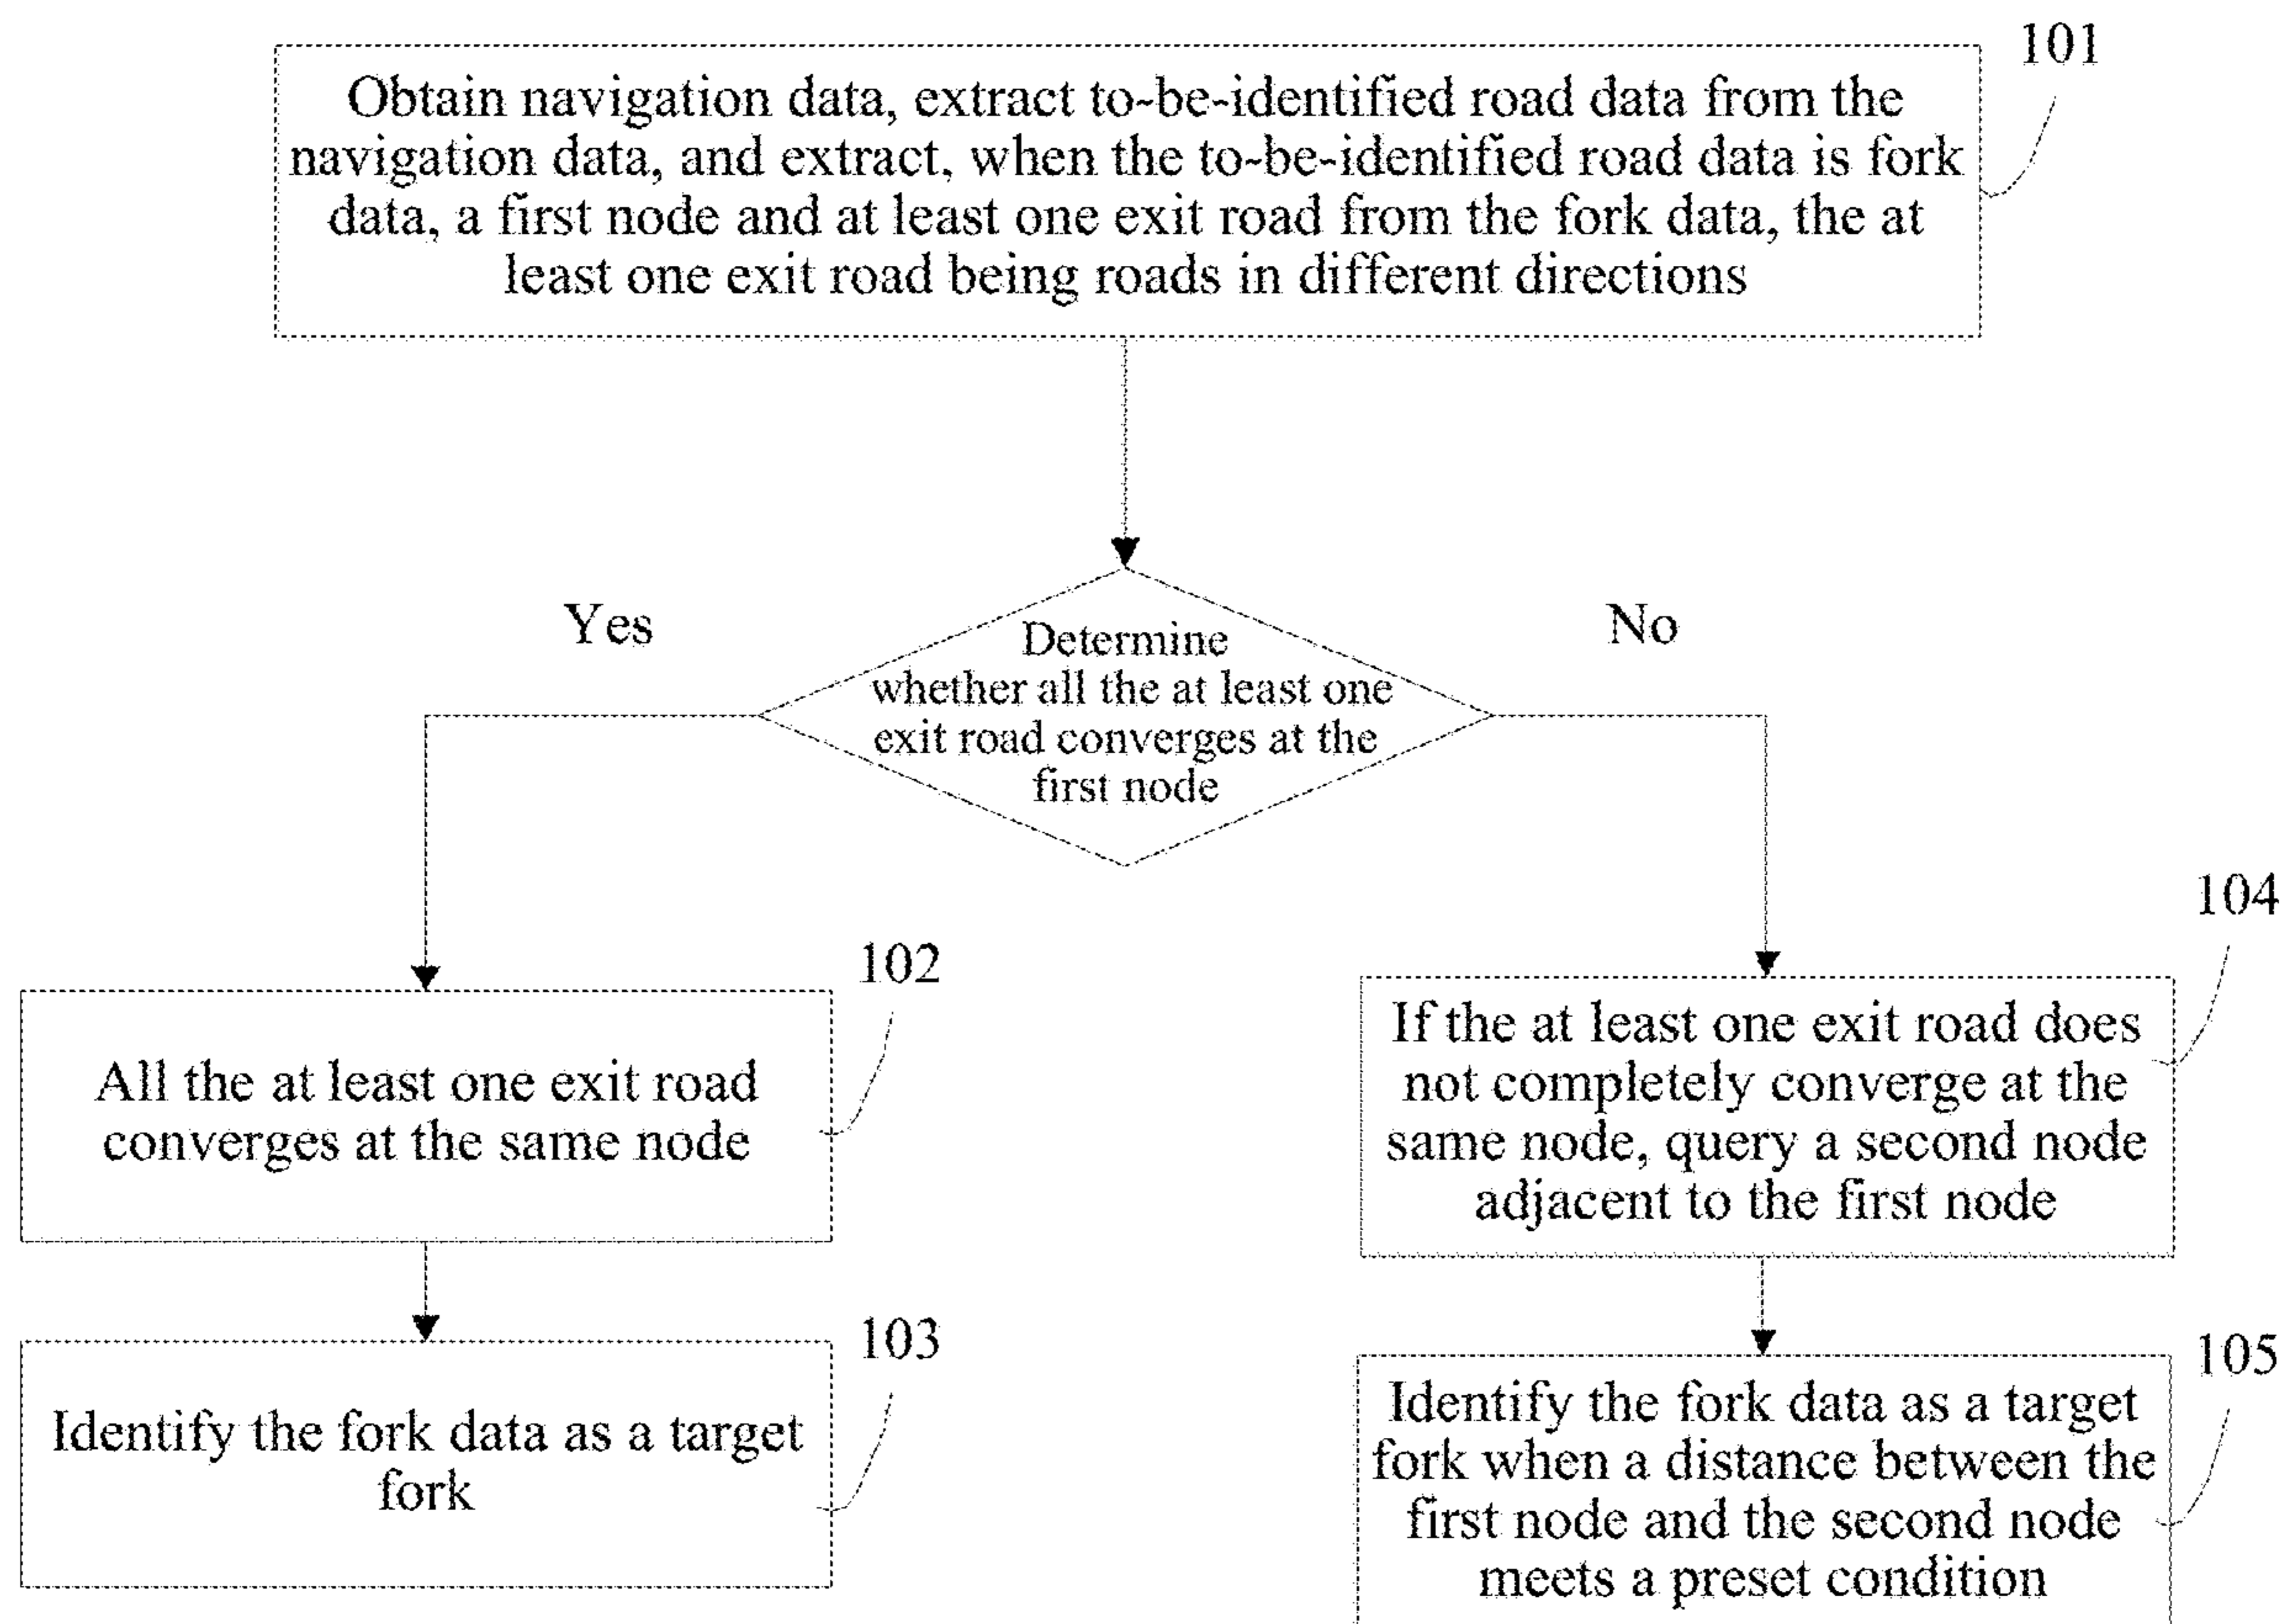 101
Obtain navigation data, extract to-be-identified road data from the
navigation data, and extract, when the to-be-identified road data is fork
data, a first node and at least one exit road from the fork data, the at
least one exit road being roads in different directions
Yes
No
Determine
whether all the at least one
exit road converges at the
first node
102
All the at least one exit road
converges at the same node
103
Identify the fork data as a target
fork
104
If the at least one exit road does
not completely converge at the
same node, query a second node
adjacent to the first node
105
Identify the fork data as a target
fork when a distance between the
first node and the second node
meets a preset condition